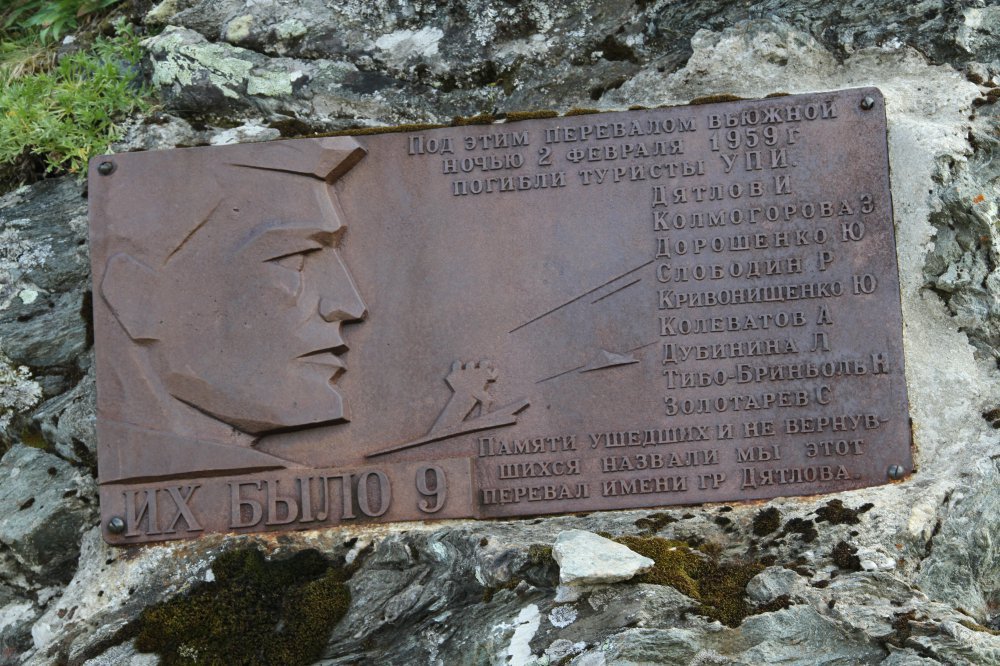 Под этим перевалом вьюжной
ночью 2 февраля 1959 г
погибли туристы УПИ.
Дятлов И
Колмогорова З
Дорошенко Ю
Слободин Р
Кривонищенко Ю
Колеватов А
Дубинина Л
Тибо-Бриньоль Н
Золотарев С
Памяти ушедших и не вернув-
шихся назвали мы этот
перевал имени гр Дятлова.
ИХ БЫЛО 9